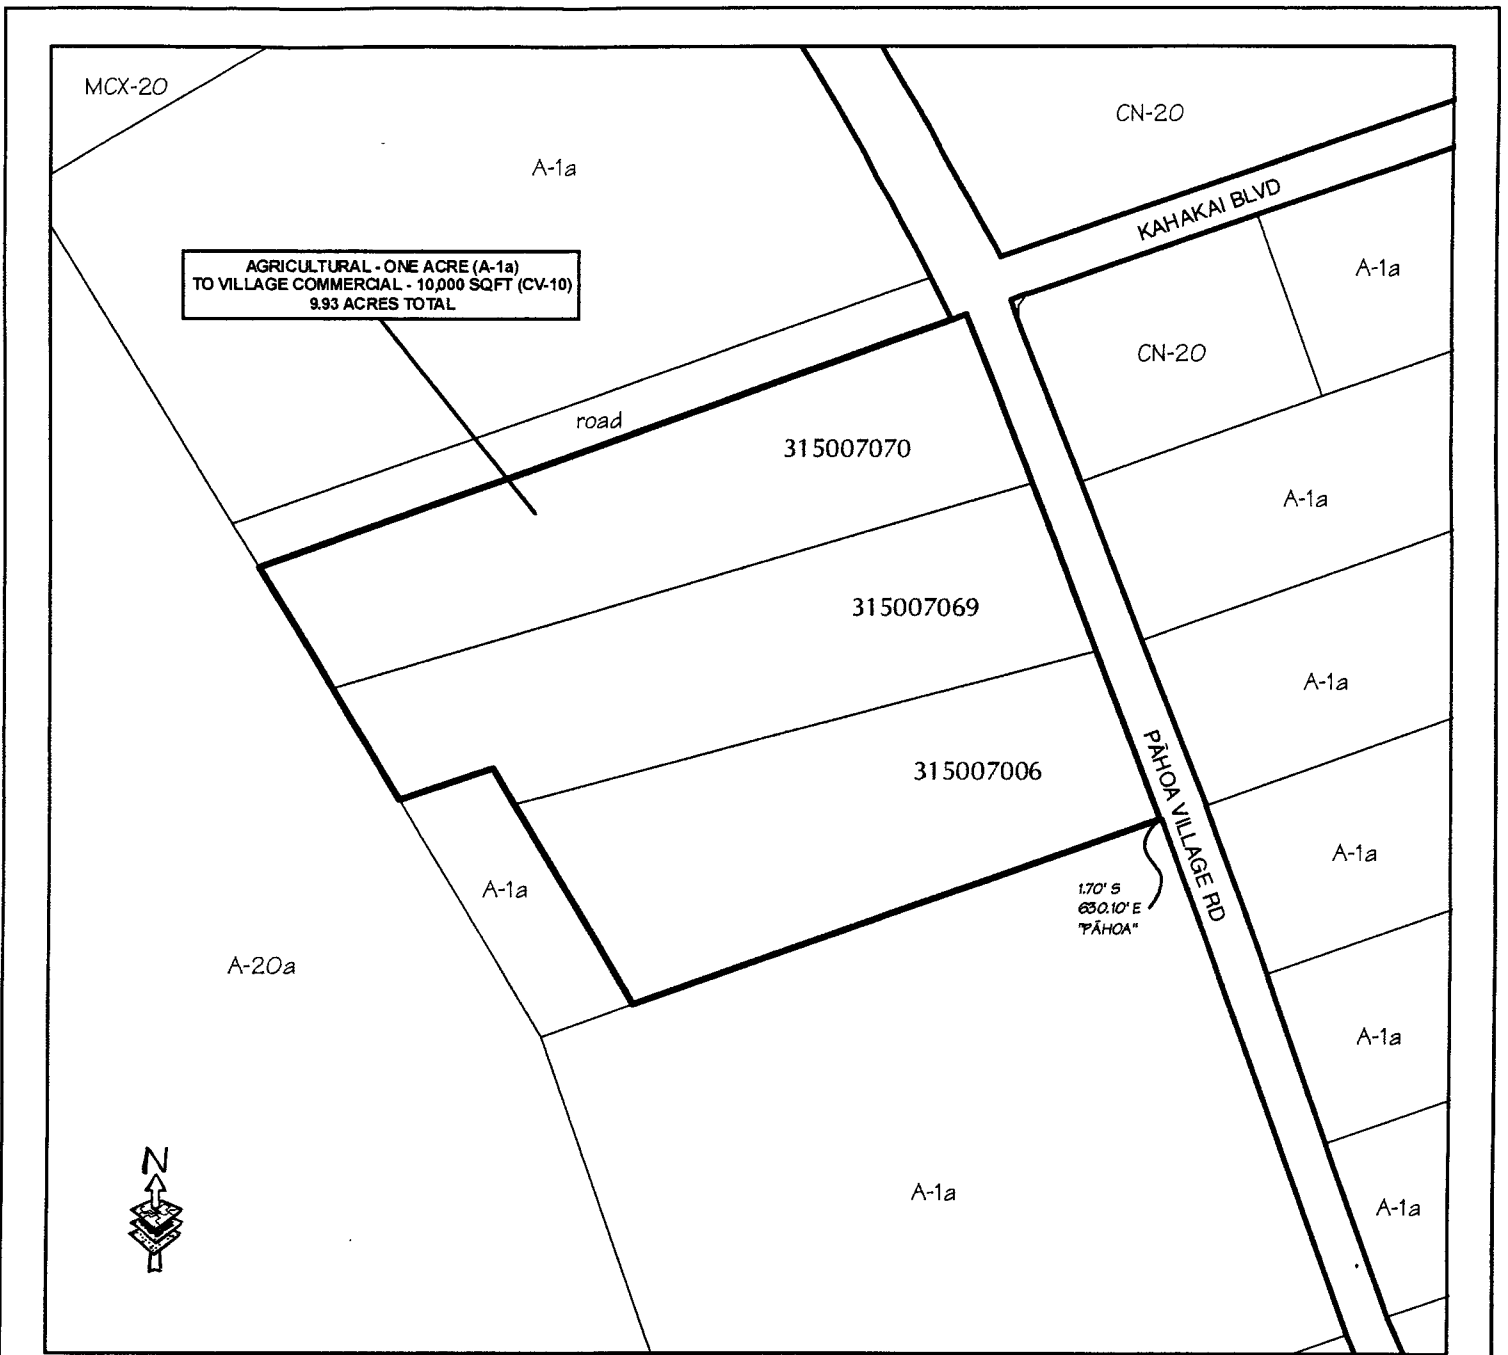 MCX-20
CN-20
A-1a
KAHAKAI BLVD
A-1a
AGRICULTURAL - ONE ACRE (A-1a)
TO VILLAGE COMMERCIAL - 10,000 SQFT (CV-10)
9.93 ACRES TOTAL
CN-20
road
315007070
A-1a
315007069
A-1a
315007006
PĀHOA VILLAGE RD
A-1a
A-1a
1.70' S
630.10' E
"PĀHOA"
A-20a
A-1a
N
A-1a
A-1a